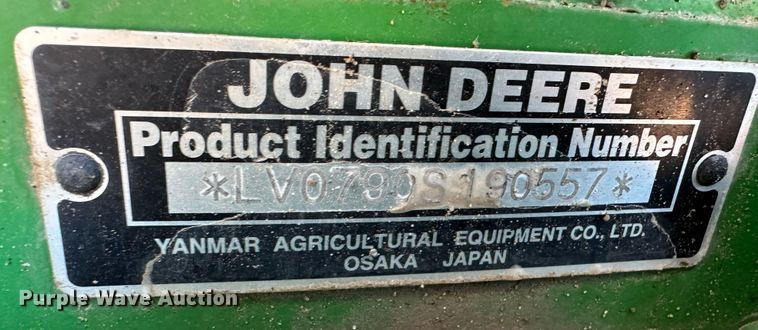 JOHN DEERE
Product Identification Number
*LV0790S190557*
YANMAR AGRICULTURAL EQUIPMENT CO., LTD.
OSAKA JAPAN
Purple Wave Auction